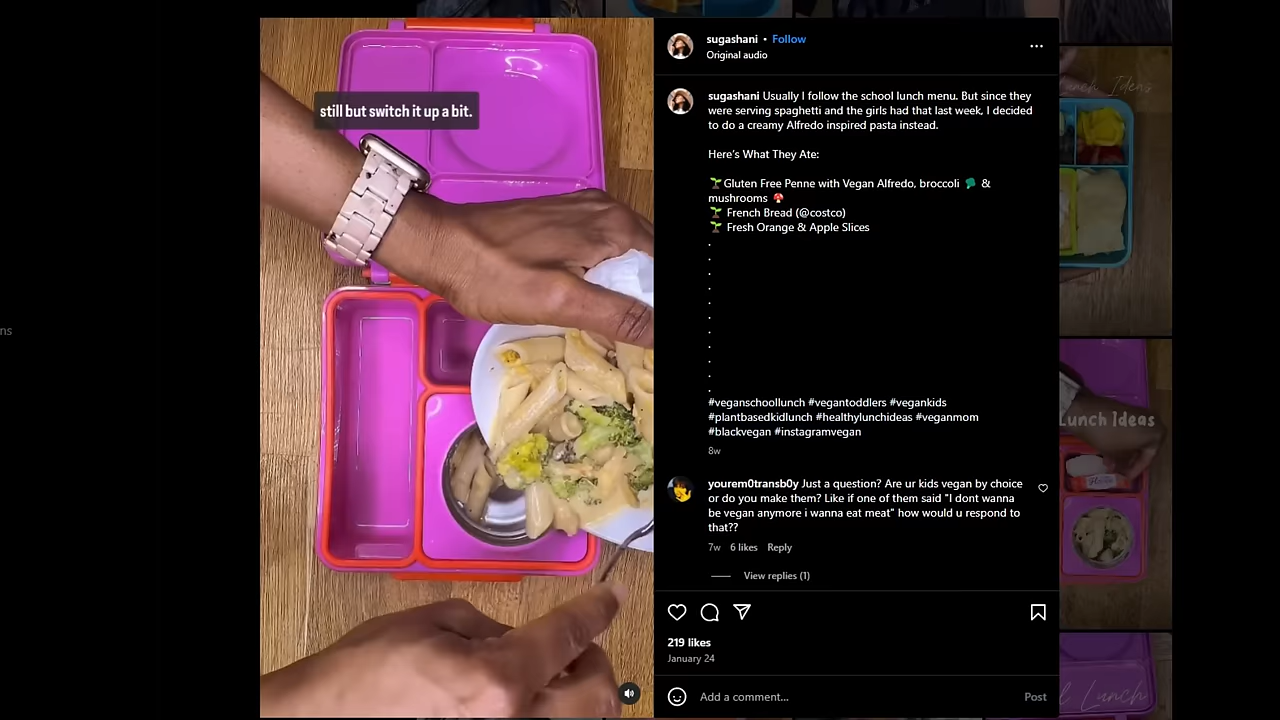 still but switch it up a bit.
sugashani • Follow
Original audio
sugashani Usually I follow the school lunch menu. But since they
were serving spaghetti and the girls had that last week, I decided
to do a creamy Alfredo inspired pasta instead.
Here's What They Ate:
🌱Gluten Free Penne with Vegan Alfredo, broccoli 🥦 &
mushrooms 🍄
🌱 French Bread (@costco)
🌱 Fresh Orange & Apple Slices
.
.
.
.
.
.
.
.
.
.
.
#veganschoollunch #vegantoddlers #vegankids
#plantbasedkidlunch #healthylunchideas #veganmom
#blackvegan #instagramvegan
8w
yourem0transb0y Just a question? Are ur kids vegan by choice
or do you make them? Like if one of them said "I dont wanna
be vegan anymore i wanna eat meat" how would u respond to
that??
7w 6 likes Reply
View replies (1)
219 likes
January 24
Add a comment...
Post
ns
Lunch Ideas
Lunch